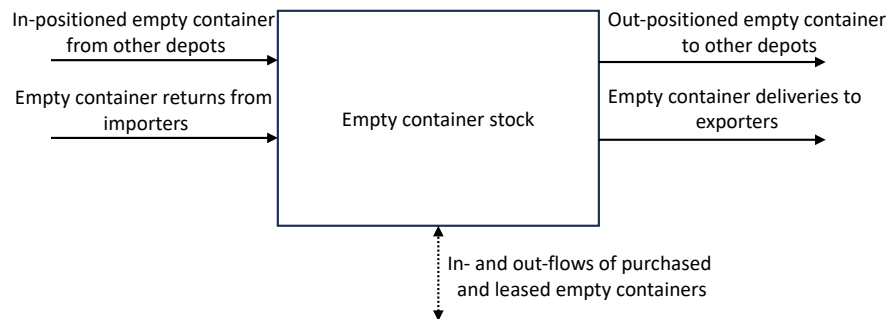 In-positioned empty container
from other depots
Empty container returns from
importers
Empty container stock
Out-positioned empty container
to other depots
Empty container deliveries to
exporters
In- and out-flows of purchased
and leased empty containers